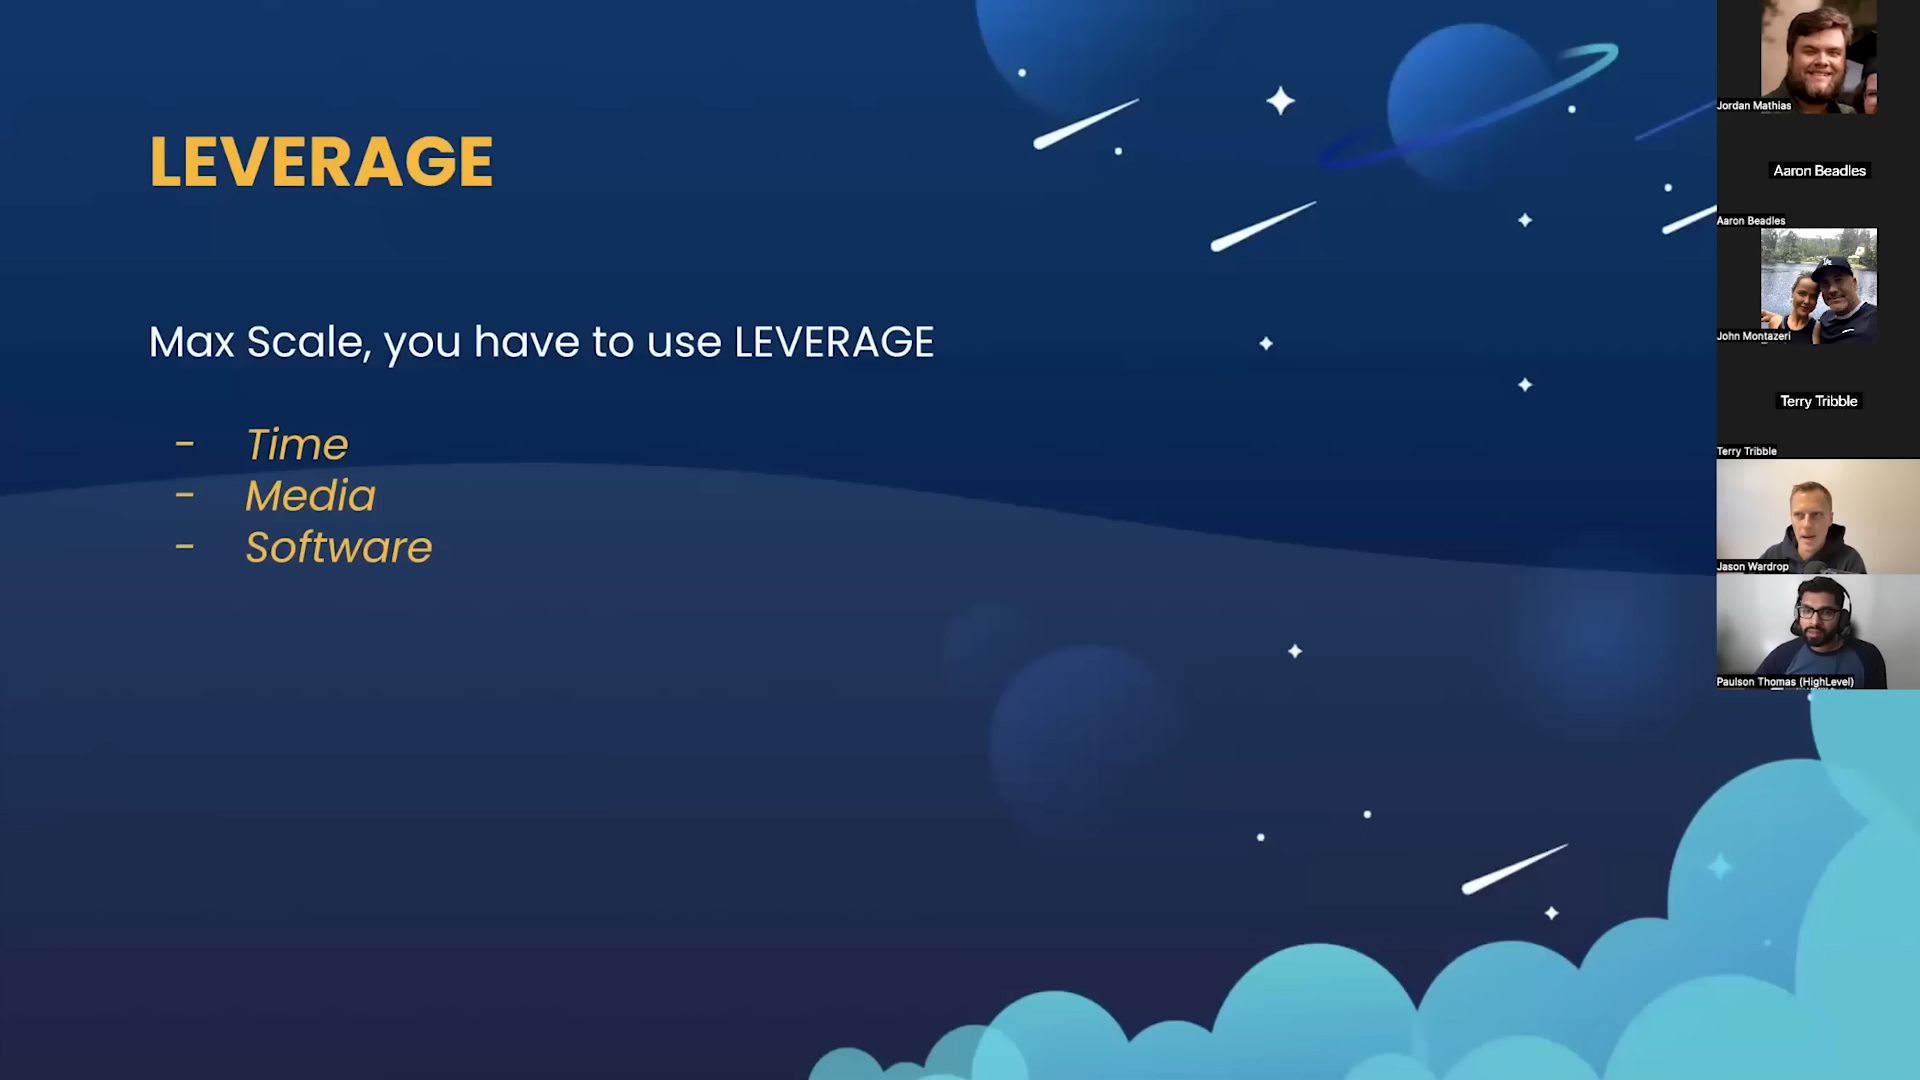 LEVERAGE
Max Scale, you have to use LEVERAGE
- Time
- Media
- Software
Jordan Mathias
Aaron Beadles
Aaron Beadles
John Montazeri
Terry Tribble
Terry Tribble
Jason Wardrop
Paulson Thomas (HighLevel)